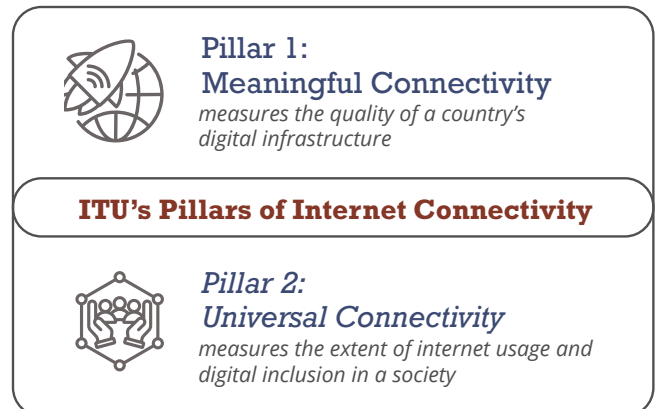 Pillar 1:
Meaningful Connectivity
measures the quality of a country’s
digital infrastructure
ITU’s Pillars of Internet Connectivity
Pillar 2:
Universal Connectivity
measures the extent of internet usage and
digital inclusion in a society